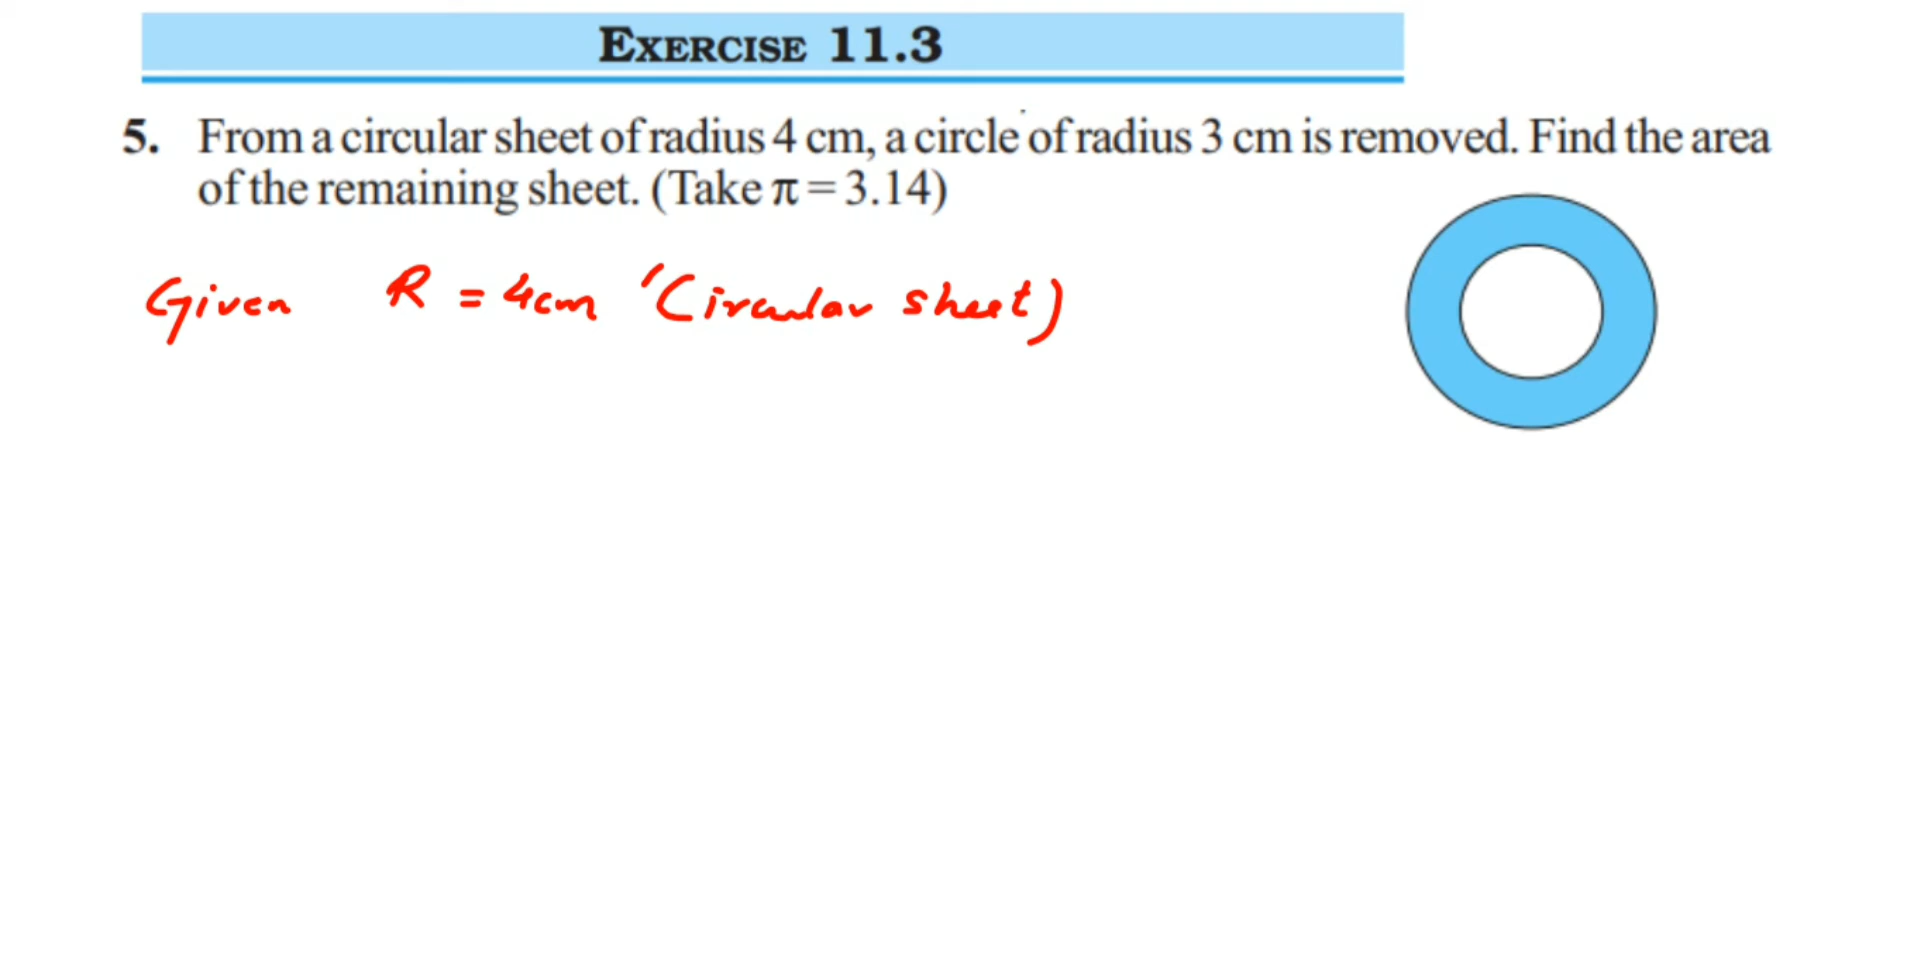 EXERCISE 11.3
5. From a circular sheet of radius 4 cm, a circle of radius 3 cm is removed. Find the area
of the remaining sheet. (Take π = 3.14)
Given R = 4cm (Circular sheet)